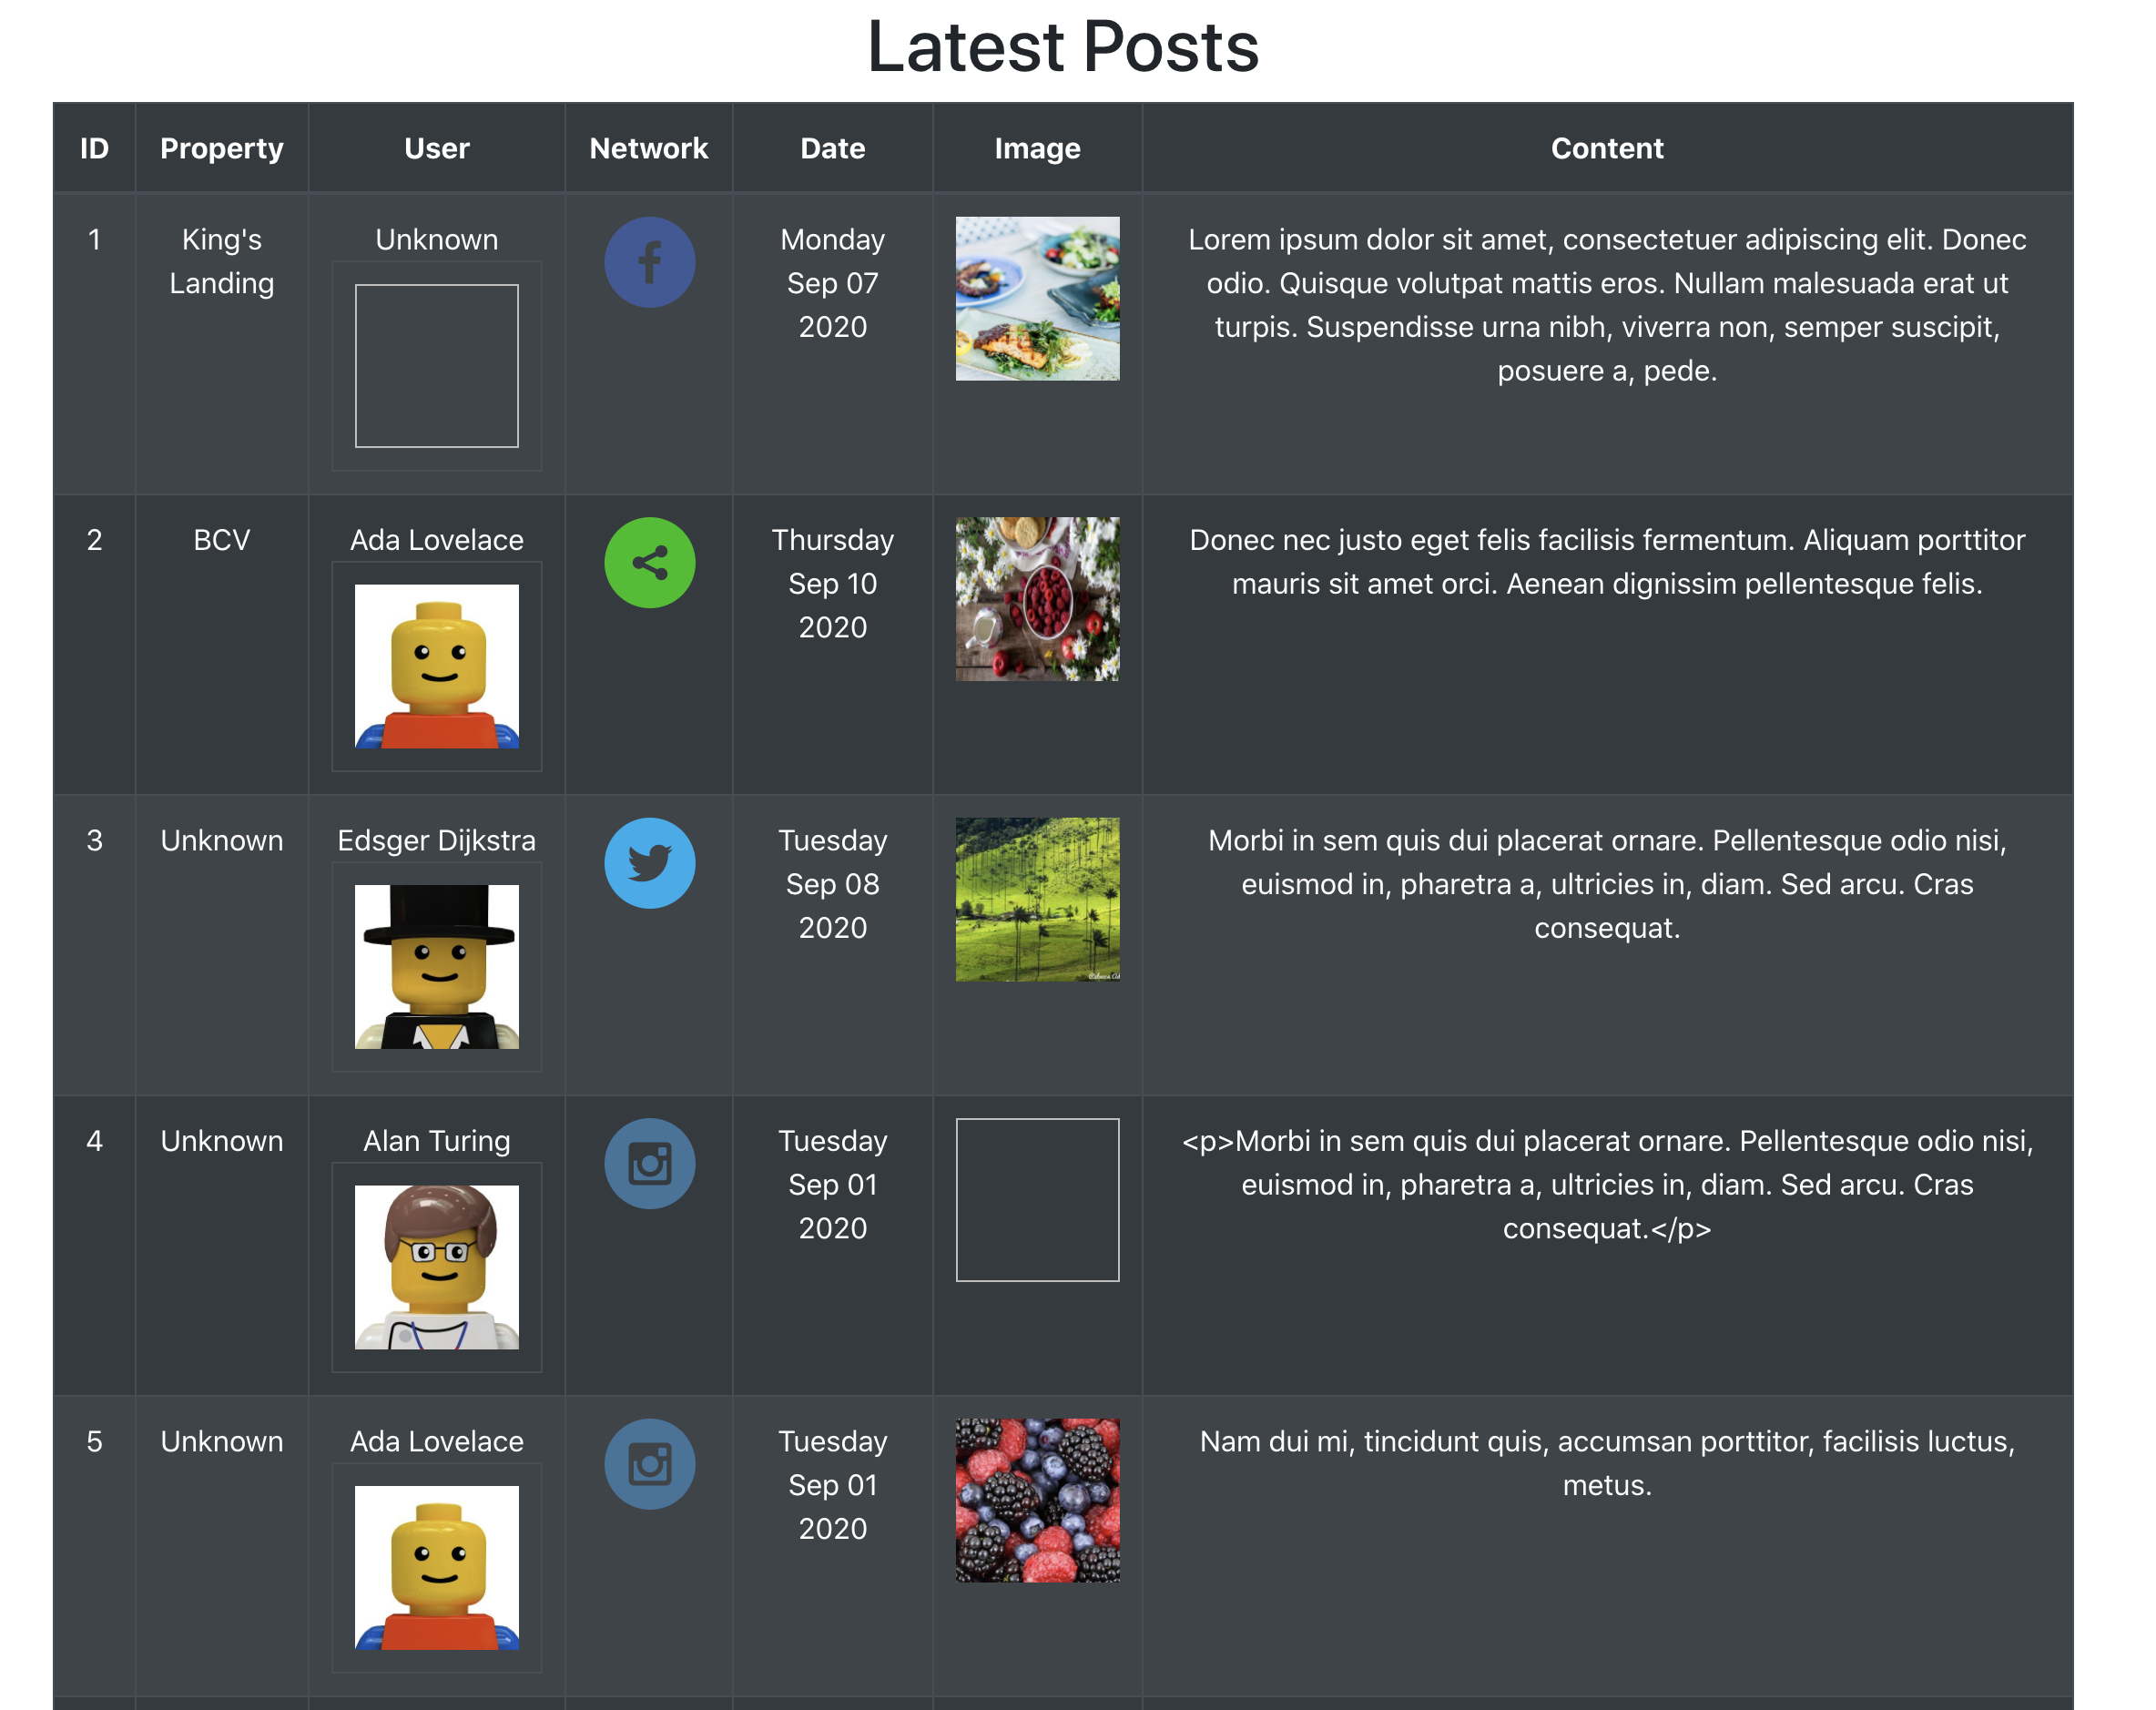 Latest Posts
ID Property User Network Date Image Content
1
King's
Landing
Unknown
Monday
Sep 07
2020
Lorem ipsum dolor sit amet, consectetuer adipiscing elit. Donec
odio. Quisque volutpat mattis eros. Nullam malesuada erat ut
turpis. Suspendisse urna nibh, viverra non, semper suscipit,
posuere a, pede.
2
BCV
Ada Lovelace
Thursday
Sep 10
2020
Donec nec justo eget felis facilisis fermentum. Aliquam porttitor
mauris sit amet orci. Aenean dignissim pellentesque felis.
3
Unknown
Edsger Dijkstra
Tuesday
Sep 08
2020
Morbi in sem quis dui placerat ornare. Pellentesque odio nisi,
euismod in, pharetra a, ultricies in, diam. Sed arcu. Cras
consequat.
4
Unknown
Alan Turing
Tuesday
Sep 01
2020
<p>Morbi in sem quis dui placerat ornare. Pellentesque odio nisi,
euismod in, pharetra a, ultricies in, diam. Sed arcu. Cras
consequat.</p>
5
Unknown
Ada Lovelace
Tuesday
Sep 01
2020
Nam dui mi, tincidunt quis, accumsan porttitor, facilisis luctus,
metus.